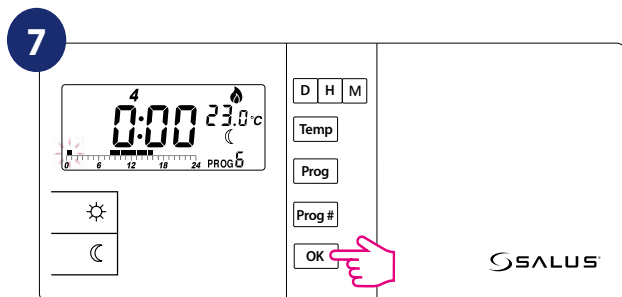 7
4
0:00
23.0°C
0 6 12 18 24
PROG 6
D H M
Temp
Prog
Prog #
OK
SALUS